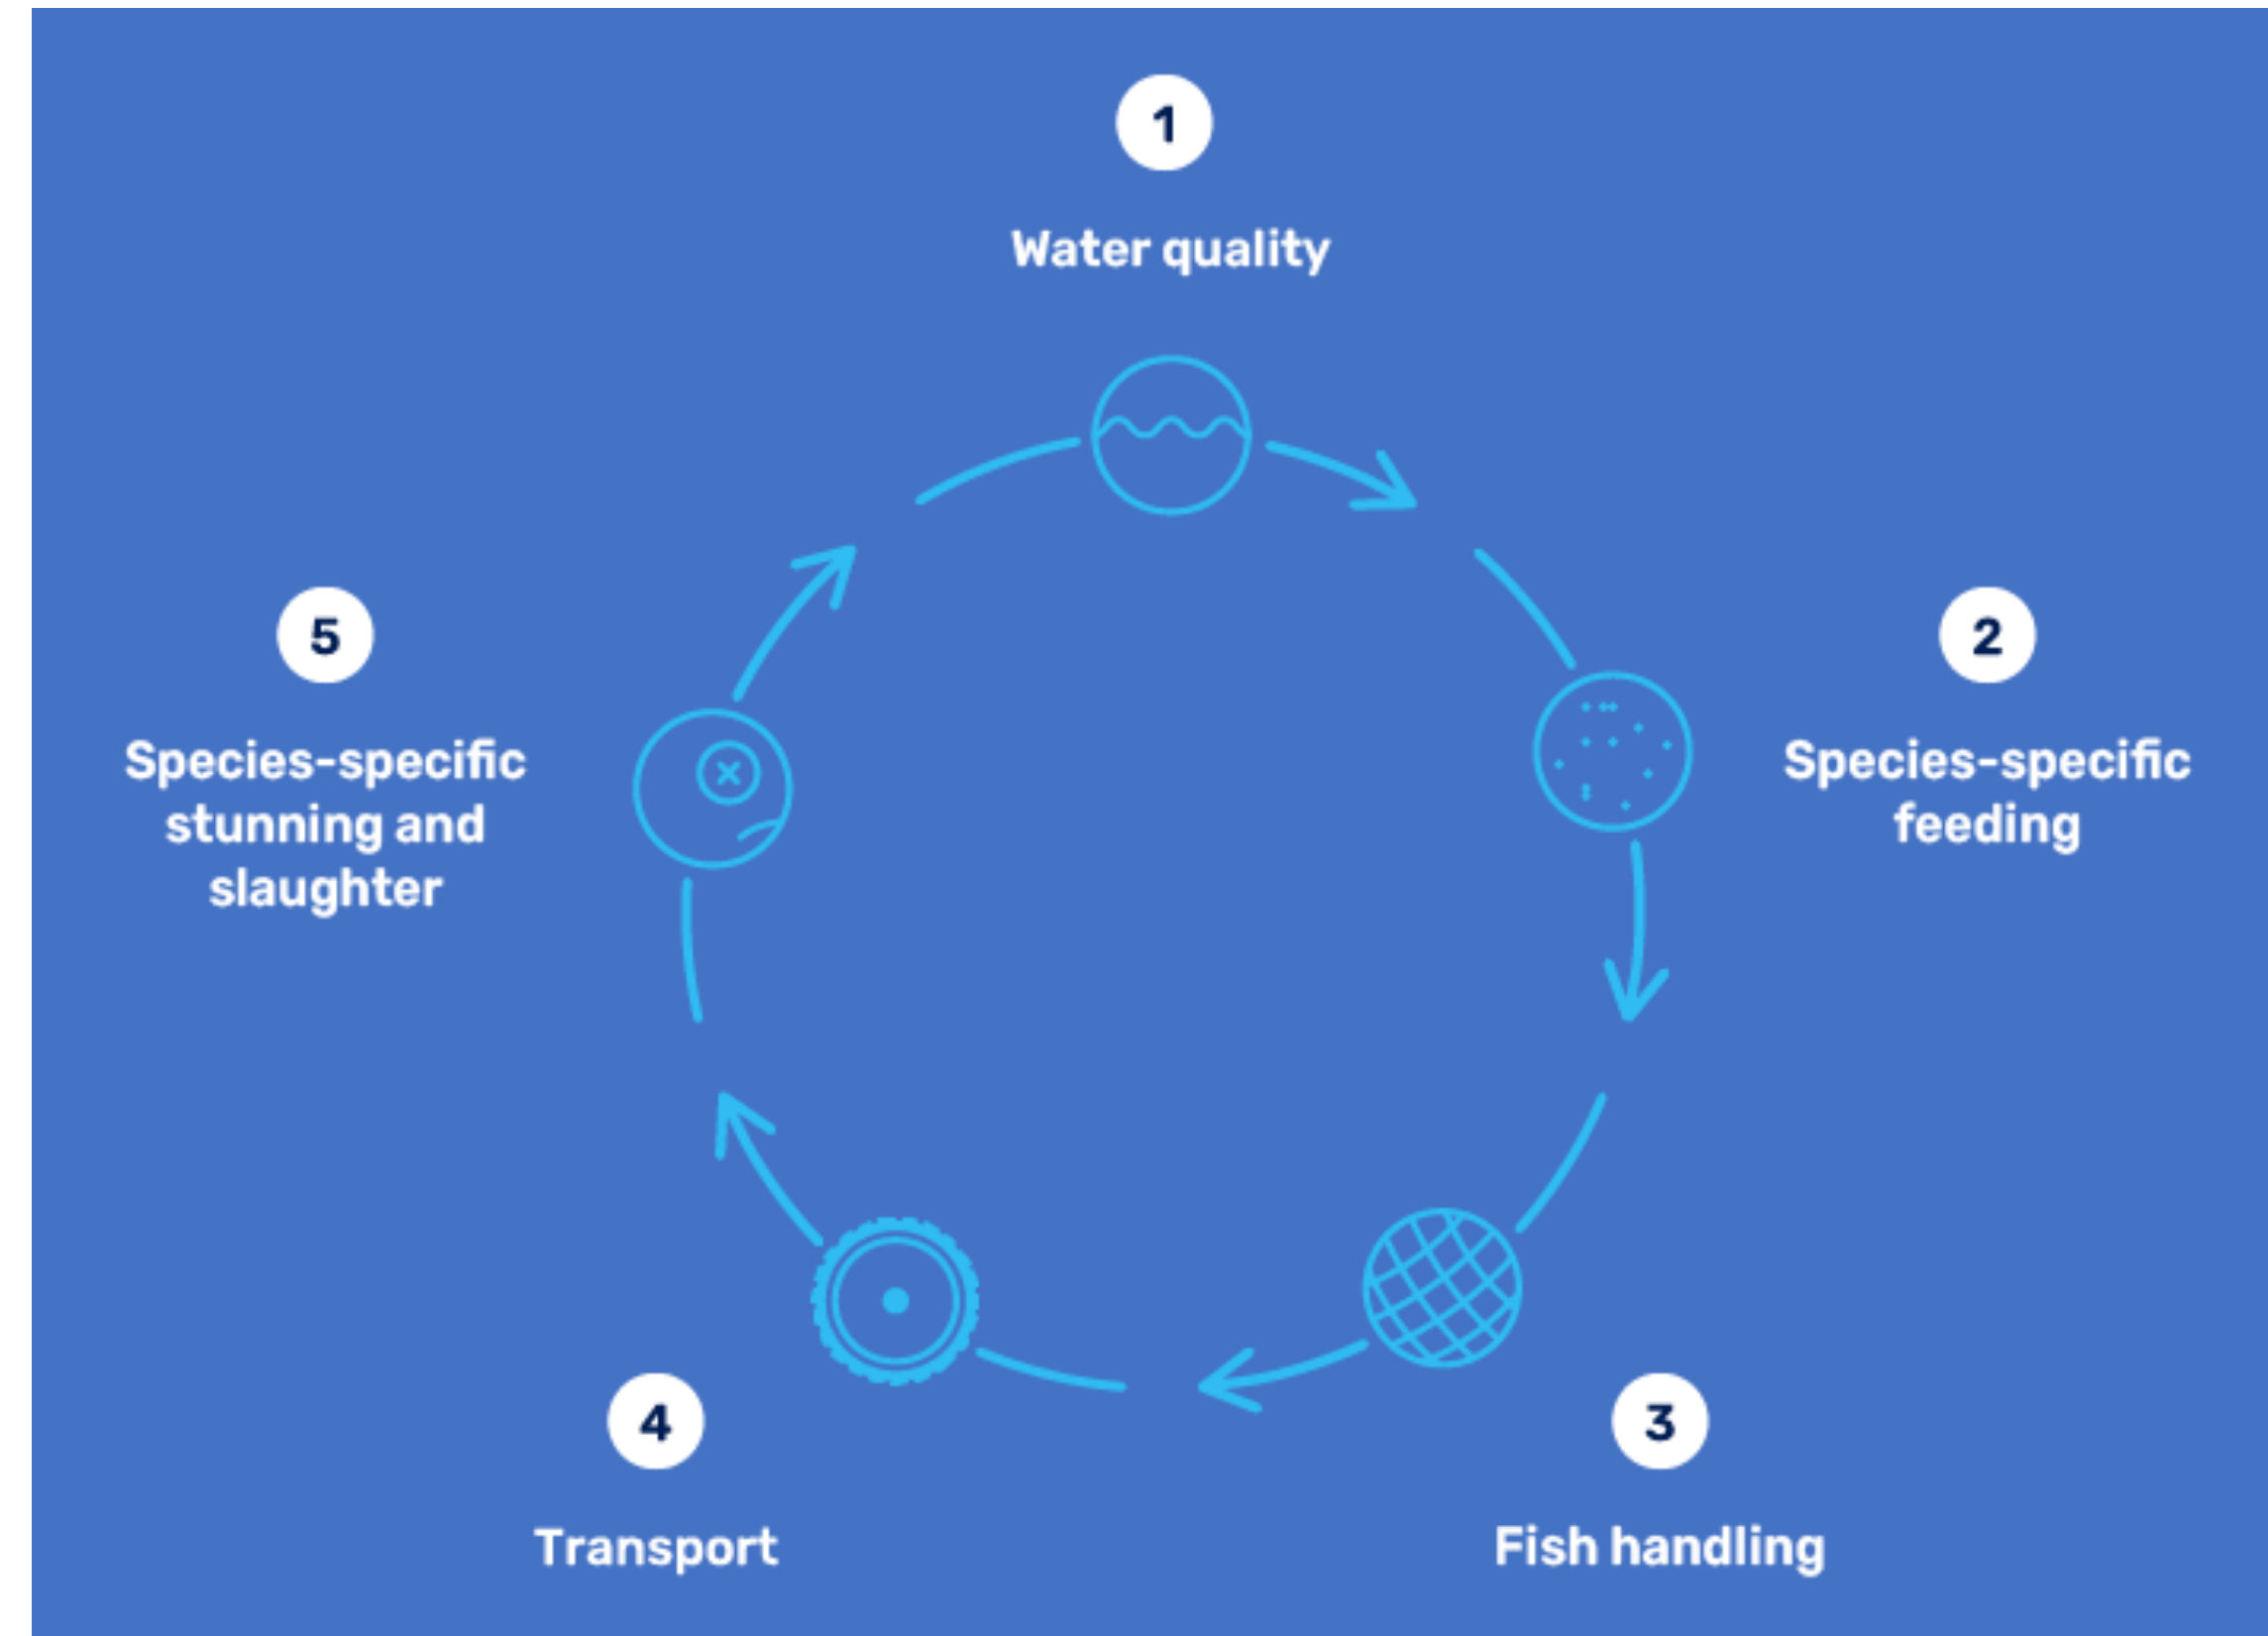 1
Water quality
2
Species-specific
feeding
3
Fish handling
4
Transport
5
Species-specific
stunning and
slaughter